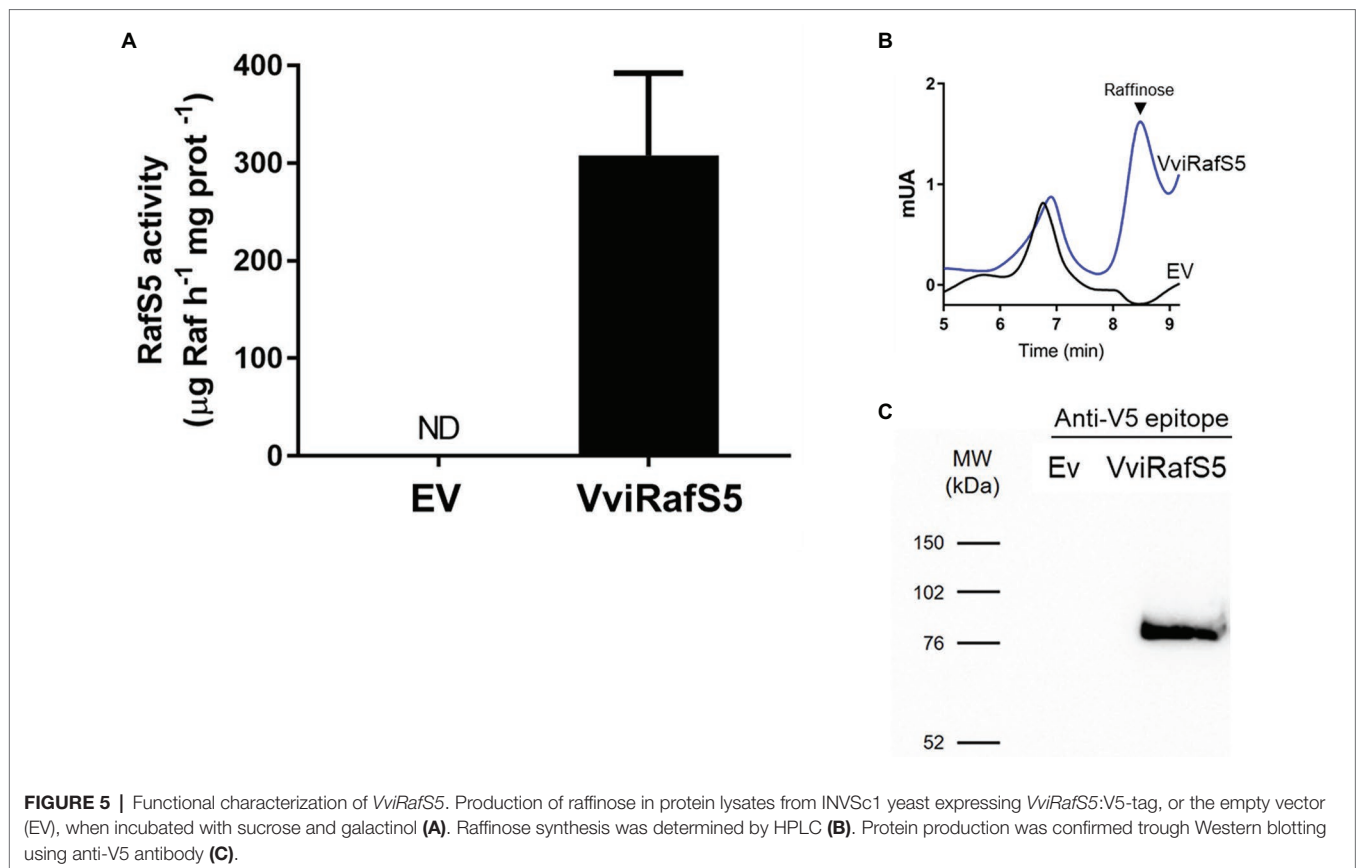 A
RafS5 activity
(µg Raf h⁻¹ mg prot ⁻¹)
400
300
200
100
0
ND
EV
VviRafS5
B
mUA
2
1
0
Raffinose
VviRafS5
EV
5 6 7 8 9
Time (min)
C
Anti-V5 epitope
MW
(kDa)
Ev VviRafS5
150
102
76
52
FIGURE 5 | Functional characterization of VviRafS5. Production of raffinose in protein lysates from INVSc1 yeast expressing VviRafS5:V5-tag, or the empty vector
(EV), when incubated with sucrose and galactinol (A). Raffinose synthesis was determined by HPLC (B). Protein production was confirmed trough Western blotting
using anti-V5 antibody (C).